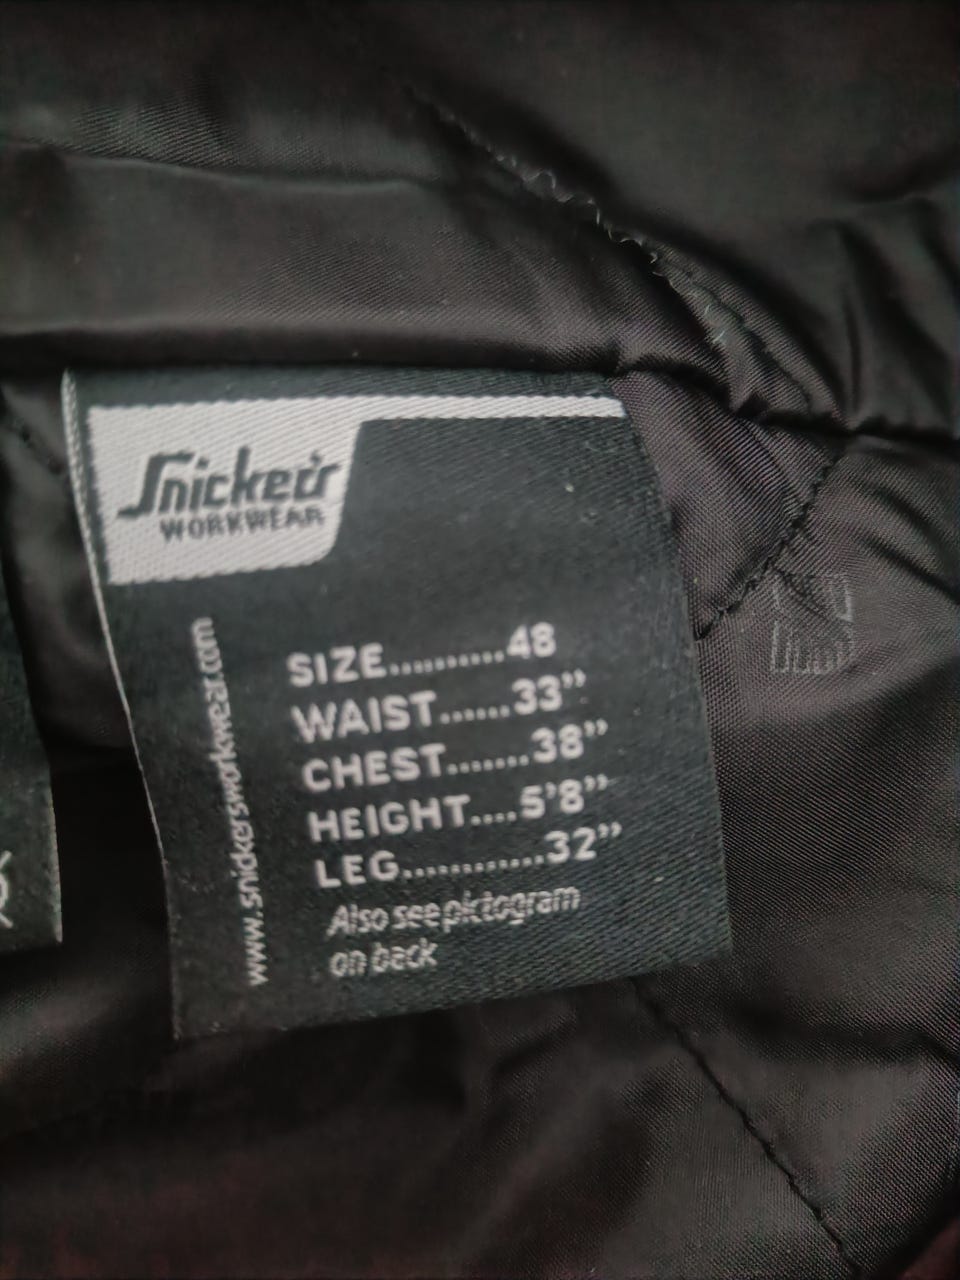 Snickers
WORKWEAR
www.snickersworkwear.com
SIZE...........48
WAIST......33”
CHEST.......38”
HEIGHT....5’8”
LEG............32”
Also see pictogram
on back